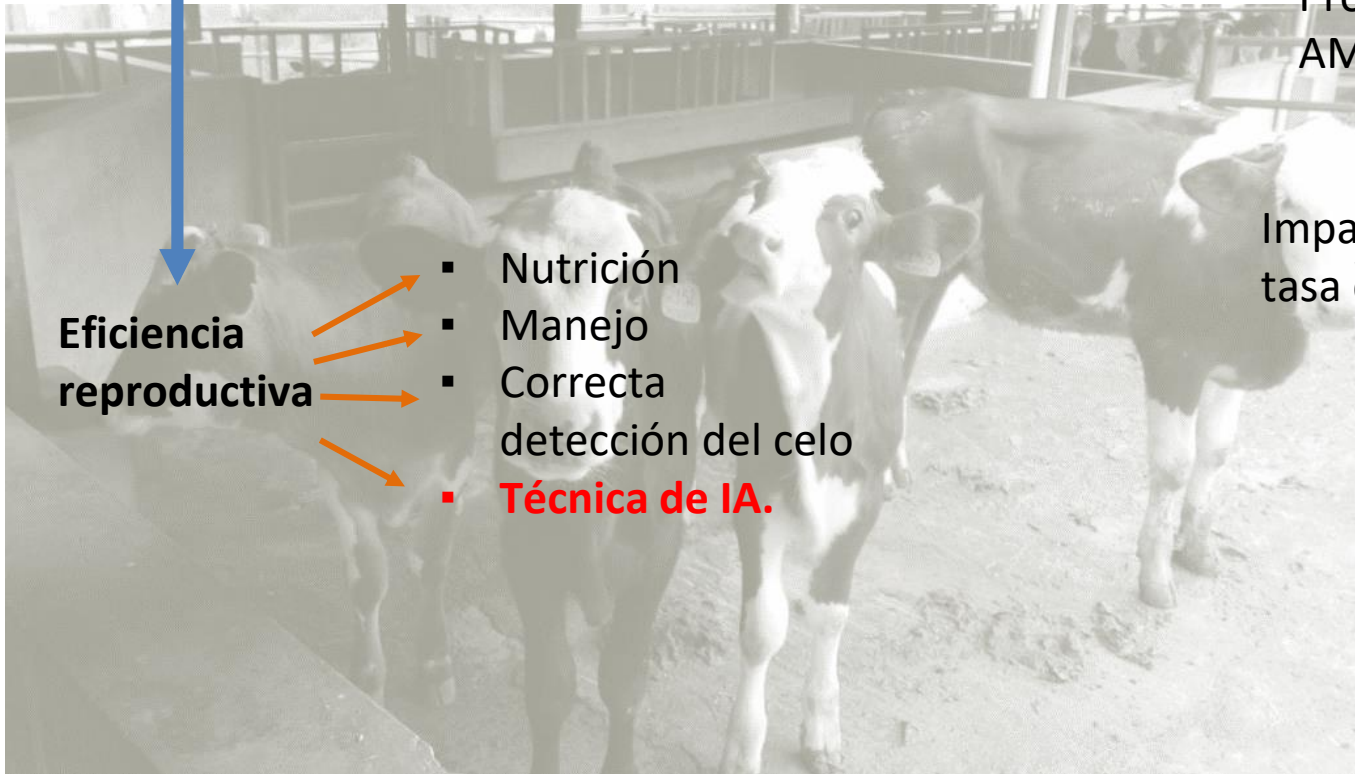 AM
Eficiencia
reproductiva
▪ Nutrición
▪ Manejo
▪ Correcta
detección del celo
▪ Técnica de IA.
Impa
tasa